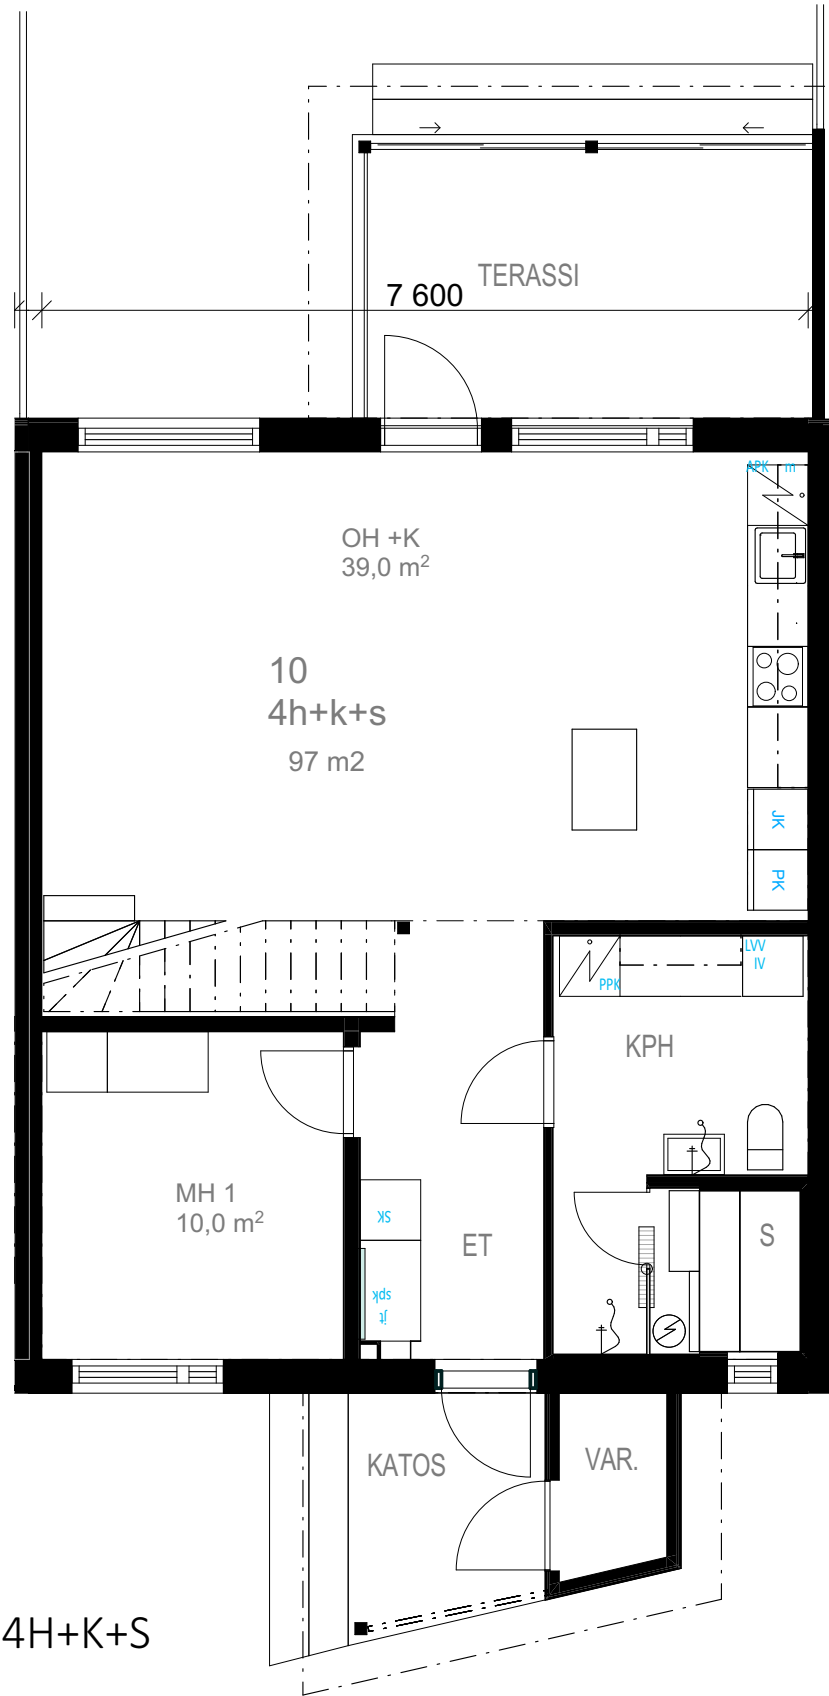 TERASSI
7 600
APK m
OH +K
39,0 m²
10
4h+k+s
97 m2
JK
PK
LVV
IV
PPK
KPH
MH 1
10,0 m²
SK
ET
S
spk
jt
KATOS
VAR.
4H+K+S